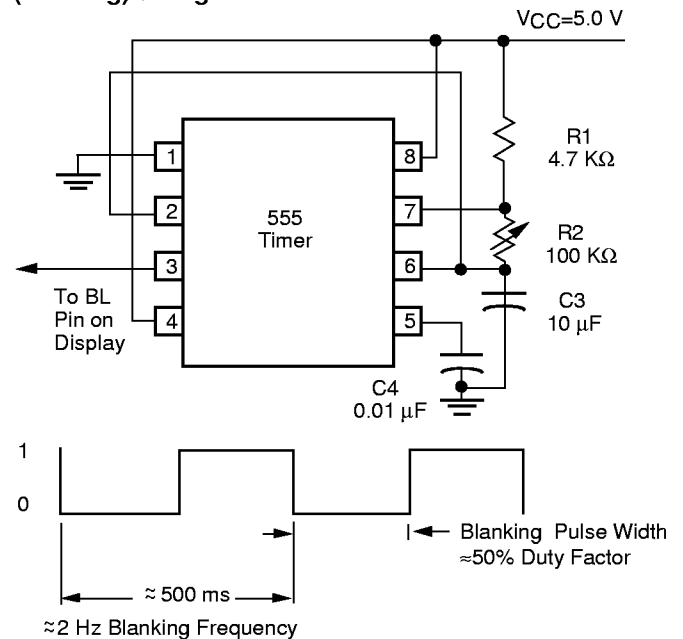 VCC=5.0 V
1
2
3
4
8
7
6
5
555
Timer
R1
4.7 KΩ
R2
100 KΩ
C3
10 µF
To BL
Pin on
Display
C4
0.01 µF
1
0
Blanking Pulse Width
≈50% Duty Factor
≈ 500 ms
≈2 Hz Blanking Frequency